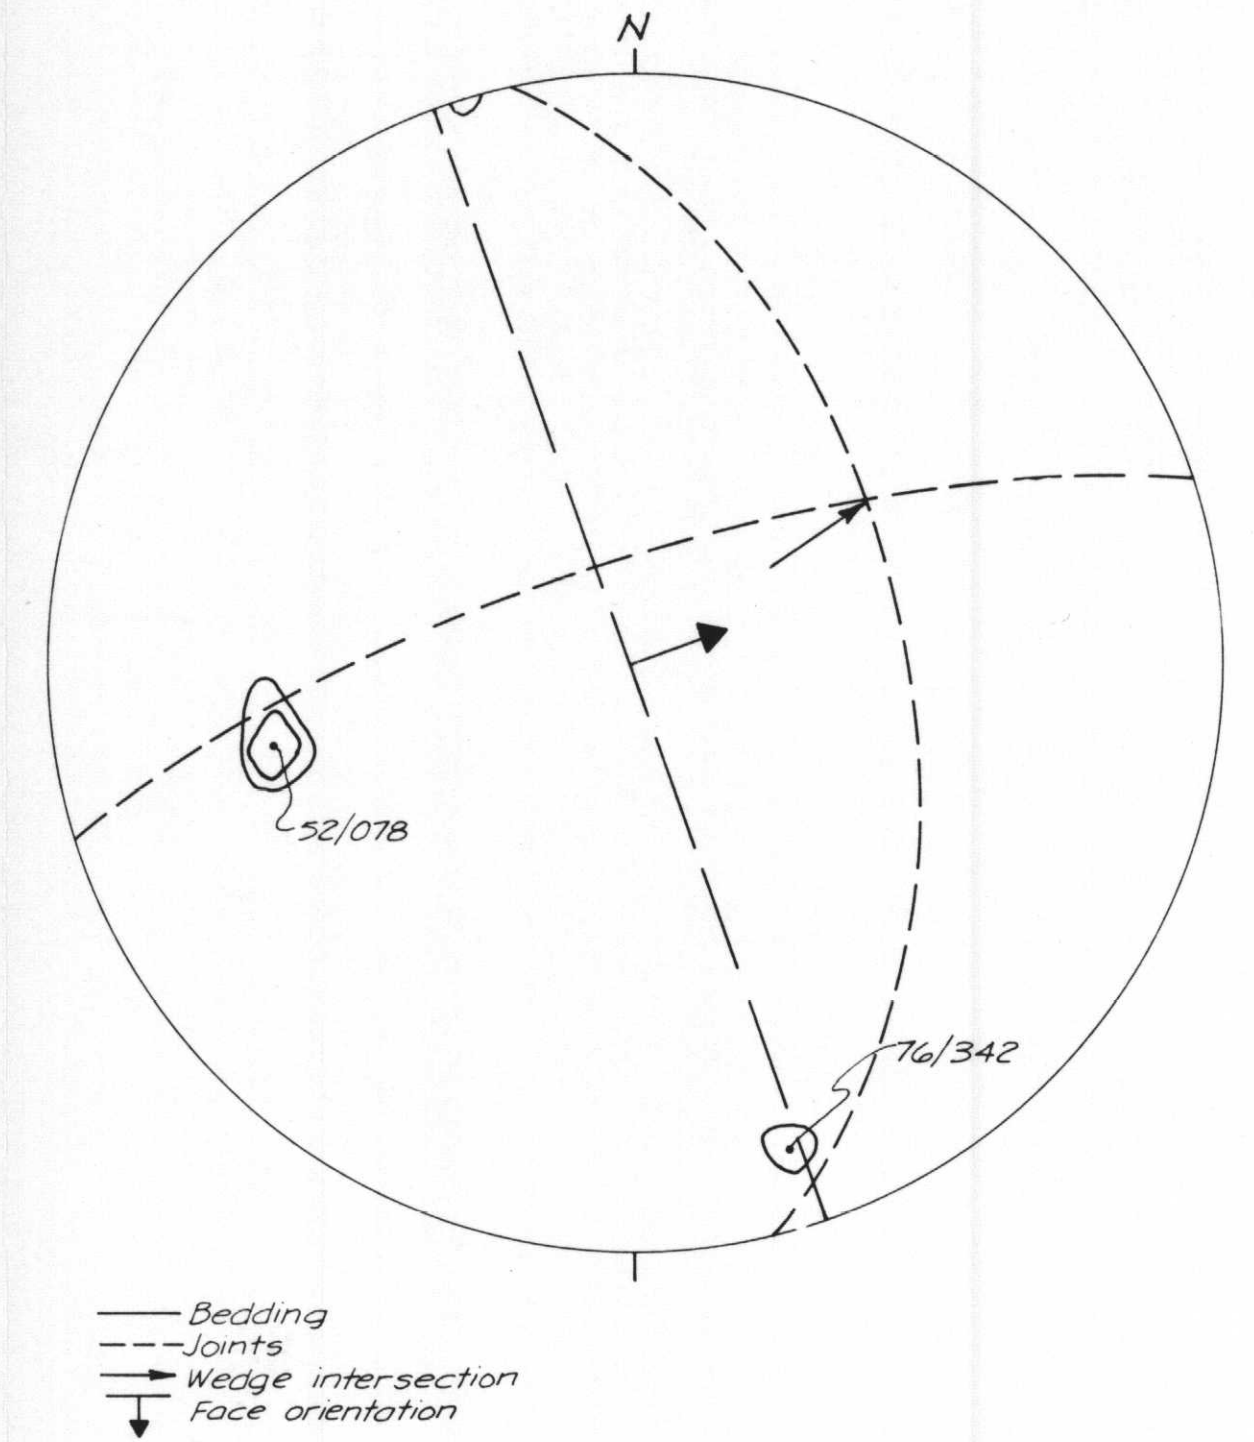 N
52/078
76/342
Bedding
Joints
Wedge intersection
Face orientation